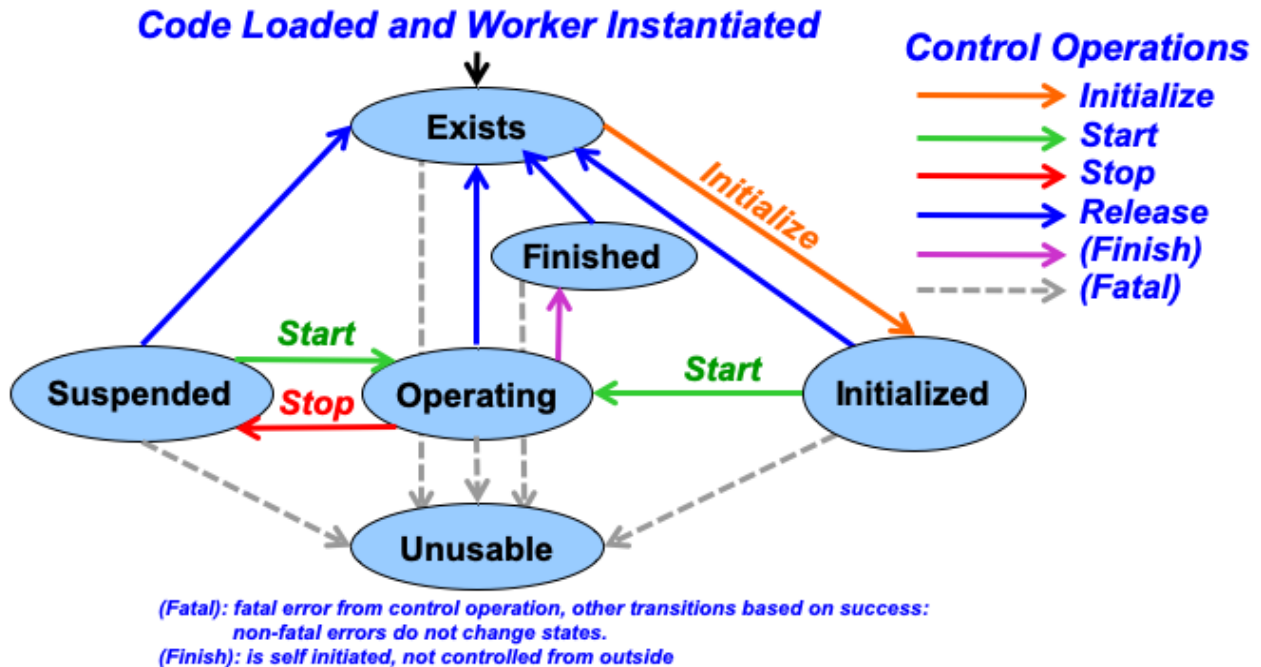 Code Loaded and Worker Instantiated
Control Operations
Initialize
Start
Stop
Release
(Finish)
(Fatal)
Exists
Initialize
Finished
Start
Start
Suspended
Operating
Initialized
Stop
Unusable
(Fatal): fatal error from control operation, other transitions based on success:
non-fatal errors do not change states.
(Finish): is self initiated, not controlled from outside